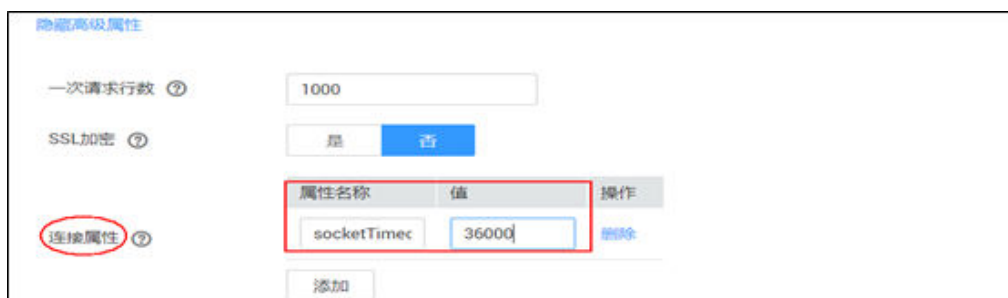 隐藏高级属性
一次请求行数 ? 1000
SSL加密 ? 是 否
属性名称 值 操作
连接属性 ? socketTimec 36000 删除
添加